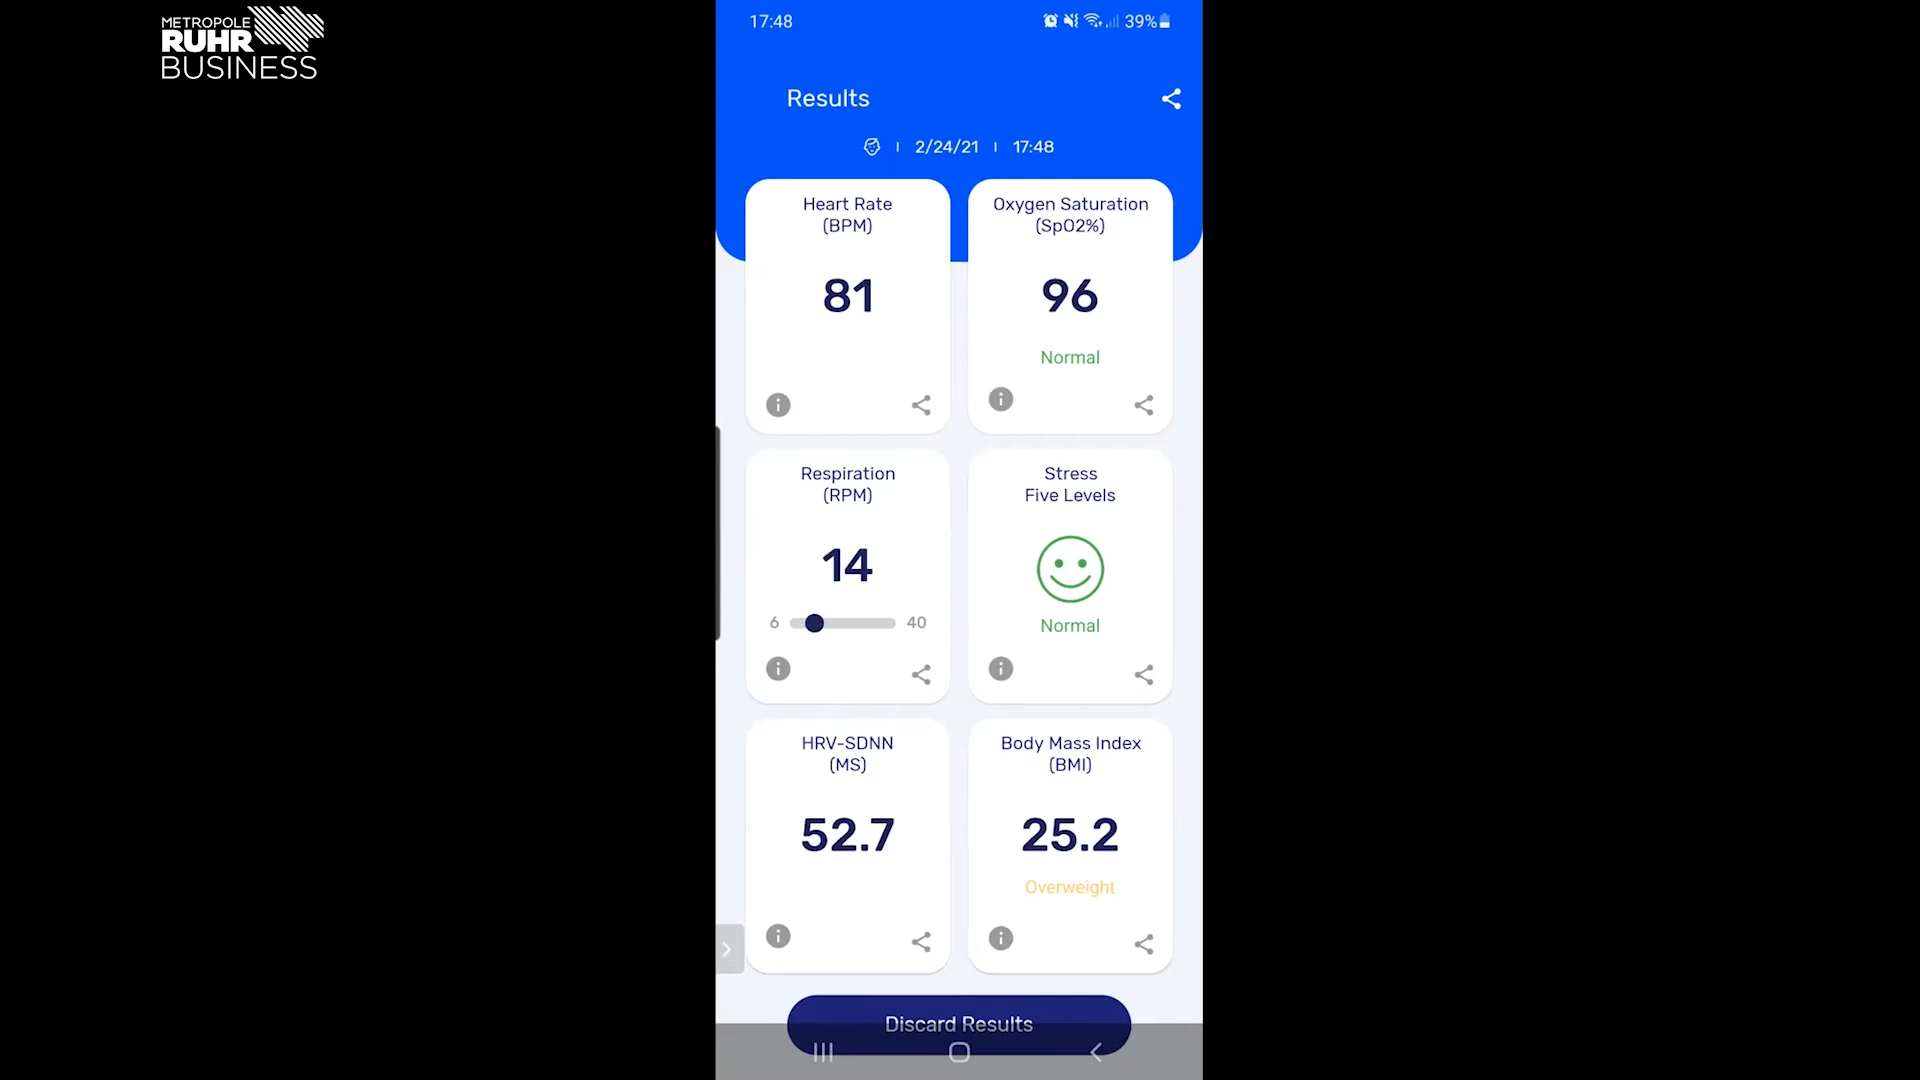 METROPOLE
RUHR
BUSINESS
17:48
39%
Results
2/24/21 | 17:48
Heart Rate
(BPM)
81
Oxygen Saturation
(SpO2%)
96
Normal
Respiration
(RPM)
14
6
40
Stress
Five Levels
Normal
HRV-SDNN
(MS)
52.7
Body Mass Index
(BMI)
25.2
Overweight
Discard Results